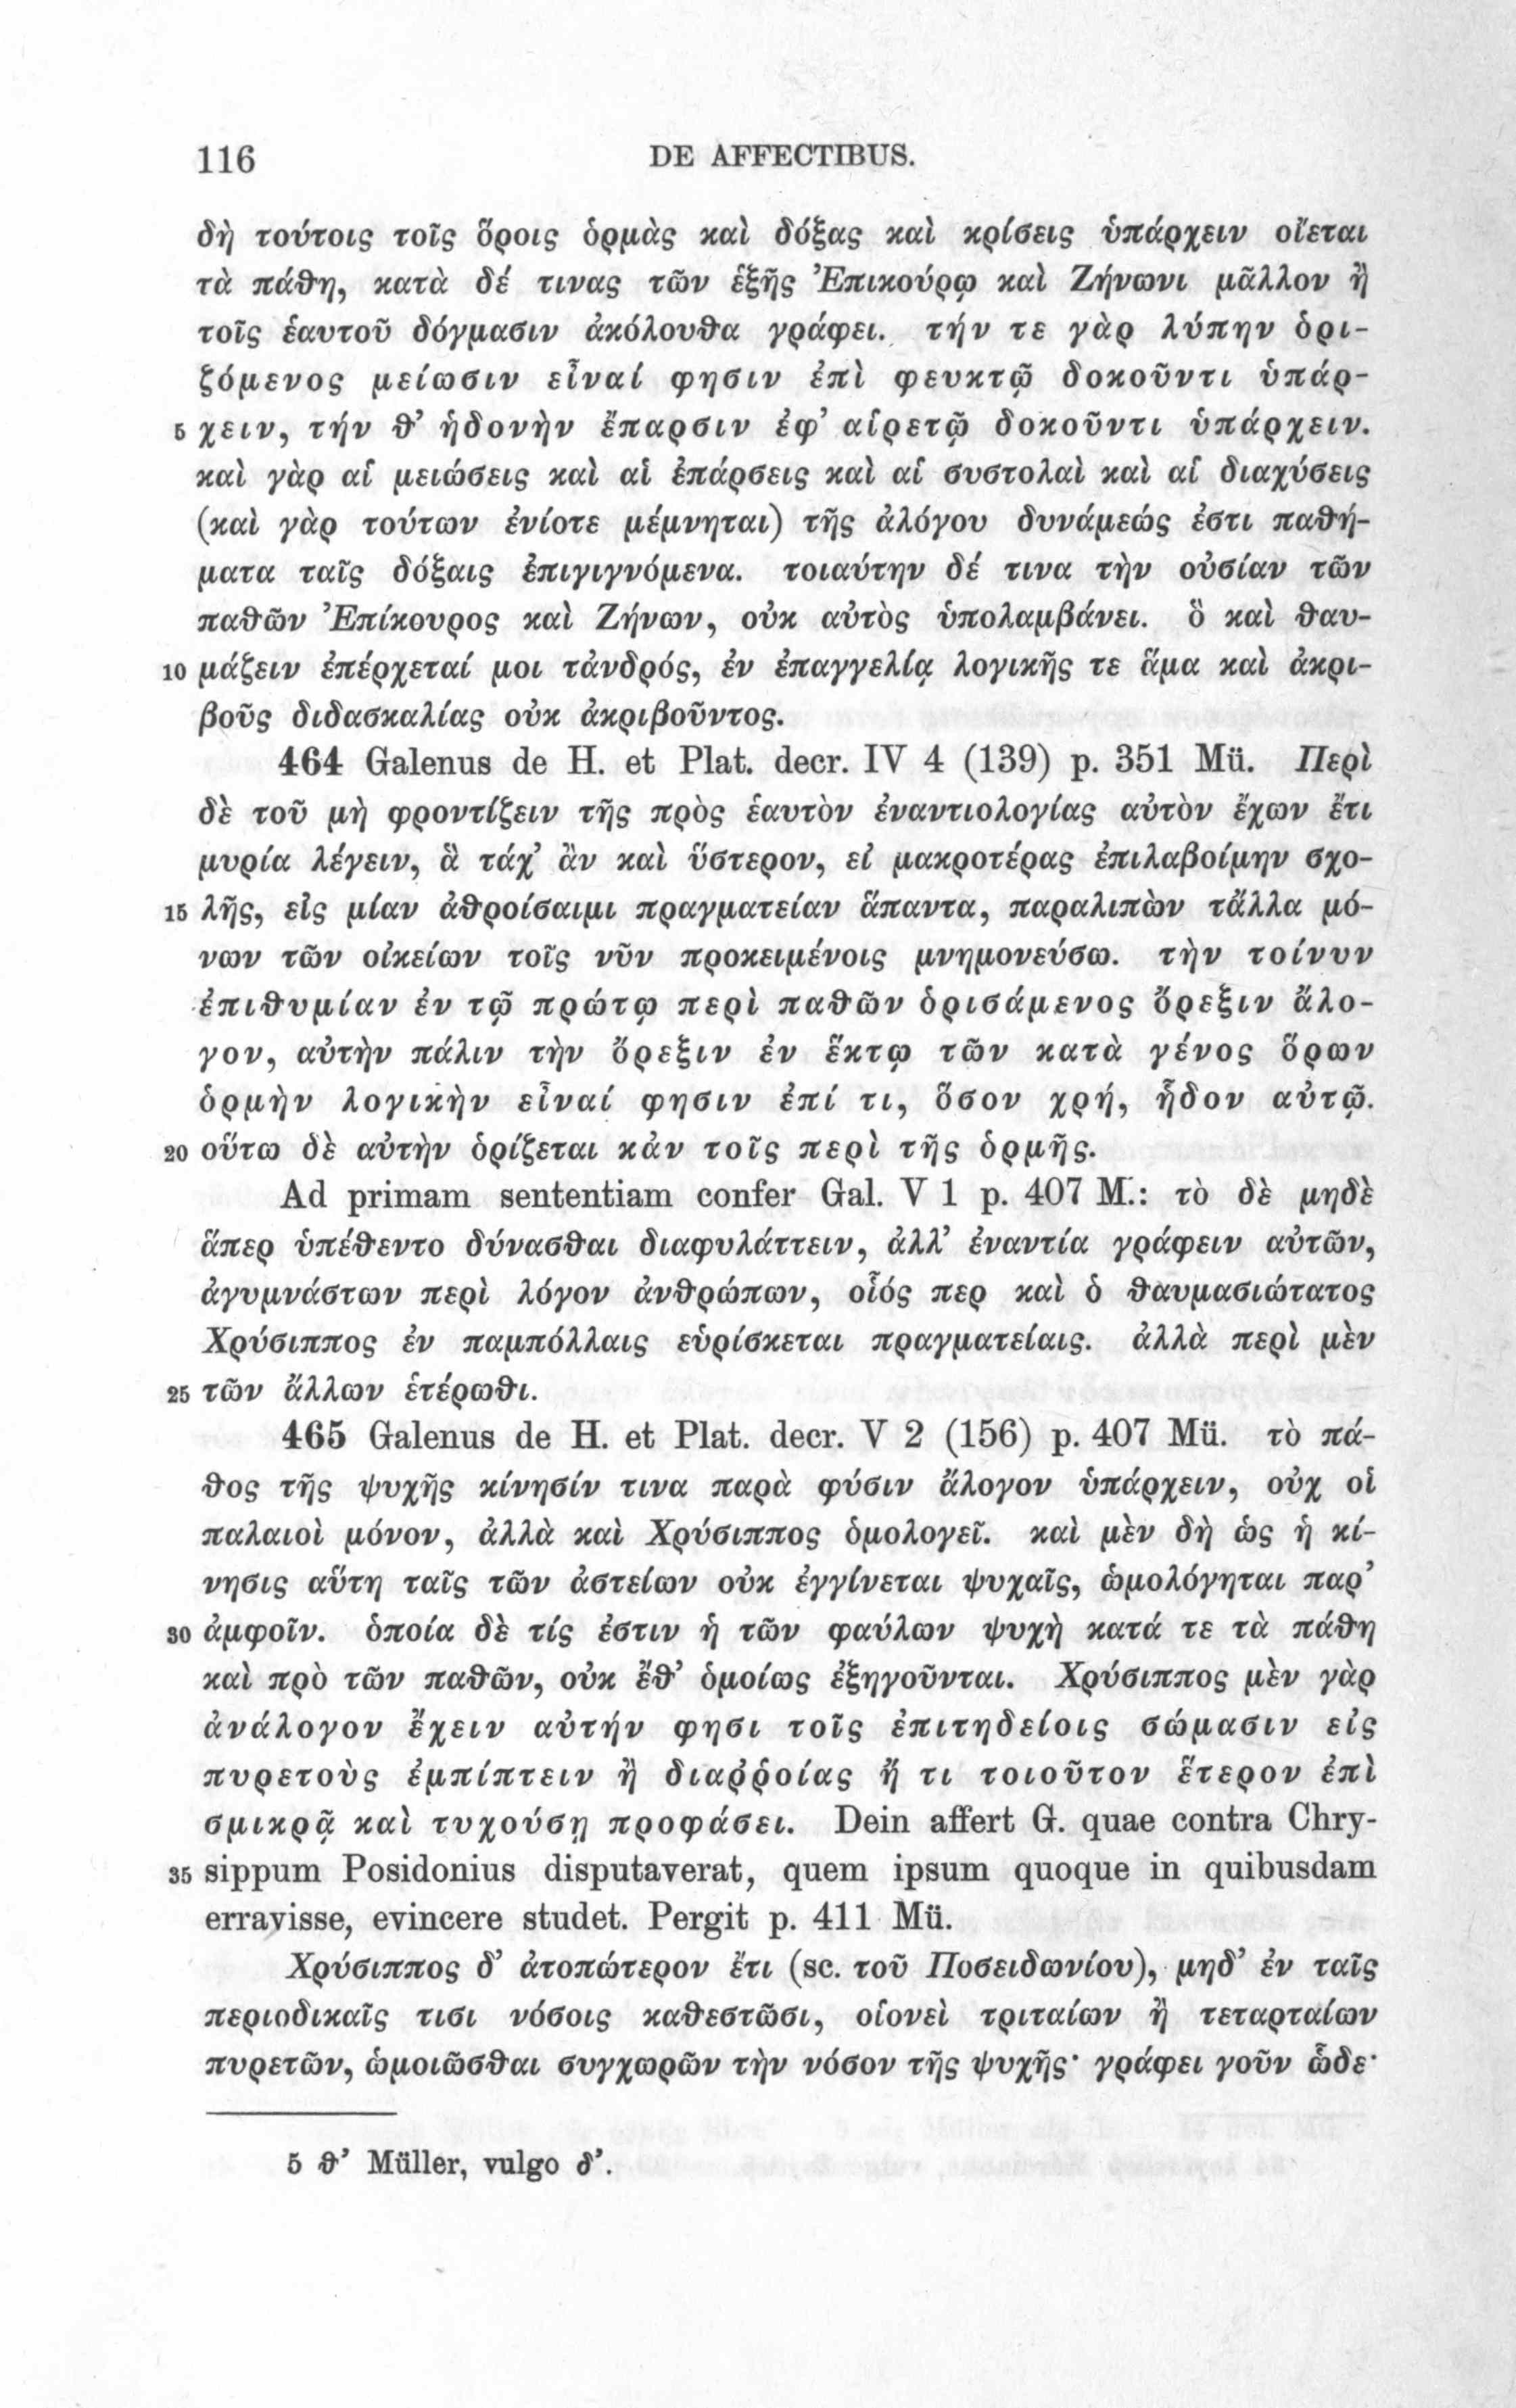 116 DE AFFECTIBUS.
δὴ τούτοις τοῖς ὅροις ὁρμὰς καὶ δόξας καὶ κρίσεις ὑπάρχειν οἴεται
τὰ πάθη, κατὰ δέ τινας τῶν ἑξῆς Ἐπικούρῳ καὶ Ζήνωνι μᾶλλον ἢ
τοῖς ἑαυτοῦ δόγμασιν ἀκόλουθα γράφει. τήν τε γὰρ λύπην ὁρι-
ζόμενος μείωσιν εἶναί φησιν ἐπὶ φευκτῷ δοκοῦντι ὑπάρ-
5 χειν, τήν θ’ ἡδονὴν ἔπαρσιν ἐφ’ αἱρετῷ δοκοῦντι ὑπάρχειν.
καὶ γὰρ αἱ μειώσεις καὶ αἱ ἐπάρσεις καὶ αἱ συστολαὶ καὶ αἱ διαχύσεις
(καὶ γὰρ τούτων ἐνίοτε μέμνηται) τῆς ἀλόγου δυνάμεώς ἐστι παθή-
ματα ταῖς δόξαις ἐπιγιγνόμενα. τοιαύτην δέ τινα τὴν οὐσίαν τῶν
παθῶν Ἐπίκουρος καὶ Ζήνων, οὐκ αὐτὸς ὑπολαμβάνει. ὃ καὶ θαυ-
10 μάζειν ἐπέρχεταί μοι τἀνδρός, ἐν ἐπαγγελίᾳ λογικῆς τε ἅμα καὶ ἀκρι-
βοῦς διδασκαλίας οὐκ ἀκριβοῦντος.
464 Galenus de H. et Plat. decr. IV 4 (139) p. 351 Mü. Περὶ
δὲ τοῦ μὴ φροντίζειν τῆς πρὸς ἑαυτὸν ἐναντιολογίας αὐτὸν ἔχων ἔτι
μυρία λέγειν, ἃ τάχ’ ἂν καὶ ὕστερον, εἰ μακροτέρας ἐπιλαβοίμην σχο-
15 λῆς, εἰς μίαν ἀθροίσαιμι πραγματείαν ἅπαντα, παραλιπὼν τἄλλα μό-
νων τῶν οἰκείων τοῖς νῦν προκειμένοις μνημονεύσω. τὴν τοίνυν
ἐπιθυμίαν ἐν τῷ πρώτῳ περὶ παθῶν ὁρισάμενος ὄρεξιν ἄλο-
γον, αὐτὴν πάλιν τὴν ὄρεξιν ἐν ἕκτῳ τῶν κατὰ γένος ὅρων
ὁρμὴν λογικὴν εἶναί φησιν ἐπί τι, ὅσον χρή, ἧδον αὐτῷ.
20 οὕτω δὲ αὐτὴν ὁρίζεται κἀν τοῖς περὶ τῆς ὁρμῆς.
Ad primam sententiam confer Gal. V 1 p. 407 M.: τὸ δὲ μηδὲ
ἅπερ ὑπέθεντο δύνασθαι διαφυλάττειν, ἀλλ’ ἐναντία γράφειν αὐτῶν,
ἀγυμνάστων περὶ λόγον ἀνθρώπων, οἷός περ καὶ ὁ θαυμασιώτατος
Χρύσιππος ἐν παμπόλλαις εὑρίσκεται πραγματείαις. ἀλλὰ περὶ μὲν
25 τῶν ἄλλων ἑτέρωθι.
465 Galenus de H. et Plat. decr. V 2 (156) p. 407 Mü. τὸ πά-
θος τῆς ψυχῆς κίνησίν τινα παρὰ φύσιν ἄλογον ὑπάρχειν, οὐχ οἱ
παλαιοὶ μόνον, ἀλλὰ καὶ Χρύσιππος ὁμολογεῖ. καὶ μὲν δὴ ὡς ἡ κί-
νησις αὕτη ταῖς τῶν ἀστείων οὐκ ἐγγίνεται ψυχαῖς, ὡμολόγηται παρ’
30 ἀμφοῖν. ὁποία δὲ τίς ἐστιν ἡ τῶν φαύλων ψυχὴ κατά τε τὰ πάθη
καὶ πρὸ τῶν παθῶν, οὐκ ἔθ’ ὁμοίως ἐξηγοῦνται. Χρύσιππος μὲν γὰρ
ἀνάλογον ἔχειν αὐτήν φησι τοῖς ἐπιτηδείοις σώμασιν εἰς
πυρετοὺς ἐμπίπτειν ἢ διαῤῥοίας ἤ τι τοιοῦτον ἕτερον ἐπὶ
σμικρᾷ καὶ τυχούσῃ προφάσει. Dein affert G. quae contra Chry-
35 sippum Posidonius disputaverat, quem ipsum quoque in quibusdam
erravisse, evincere studet. Pergit p. 411 Mü.
Χρύσιππος δ’ ἀτοπώτερον ἔτι (sc. τοῦ Ποσειδωνίου), μηδ’ ἐν ταῖς
περιοδικαῖς τισι νόσοις καθεστῶσι, οἱονεὶ τριταίων ἢ τεταρταίων
πυρετῶν, ὡμοιῶσθαι συγχωρῶν τὴν νόσον τῆς ψυχῆς· γράφει γοῦν ὧδε·
5 θ’ Müller, vulgo δ’.